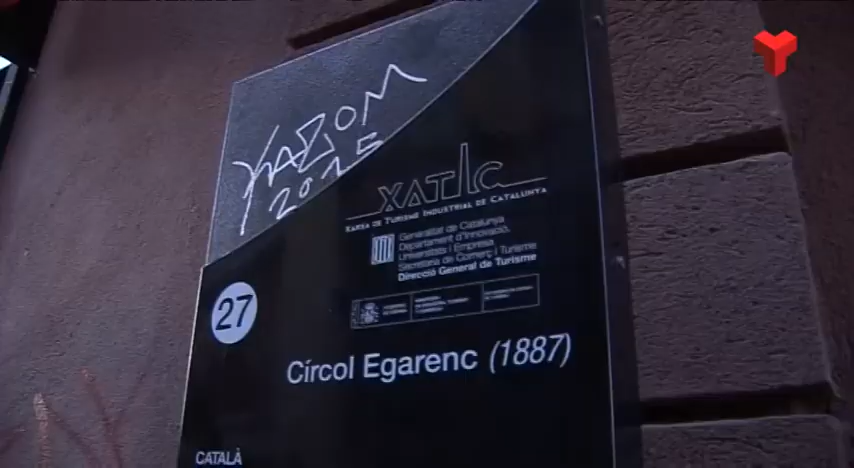 2015
XATIC
XARXA DE TURISME INDUSTRIAL DE CATALUNYA
Generalitat de Catalunya
Departament d'Innovació,
Universitats i Empresa
Secretaria de Comerç i Turisme
Direcció General de Turisme
27
Círcol Egarenc (1887)
CATALÀ